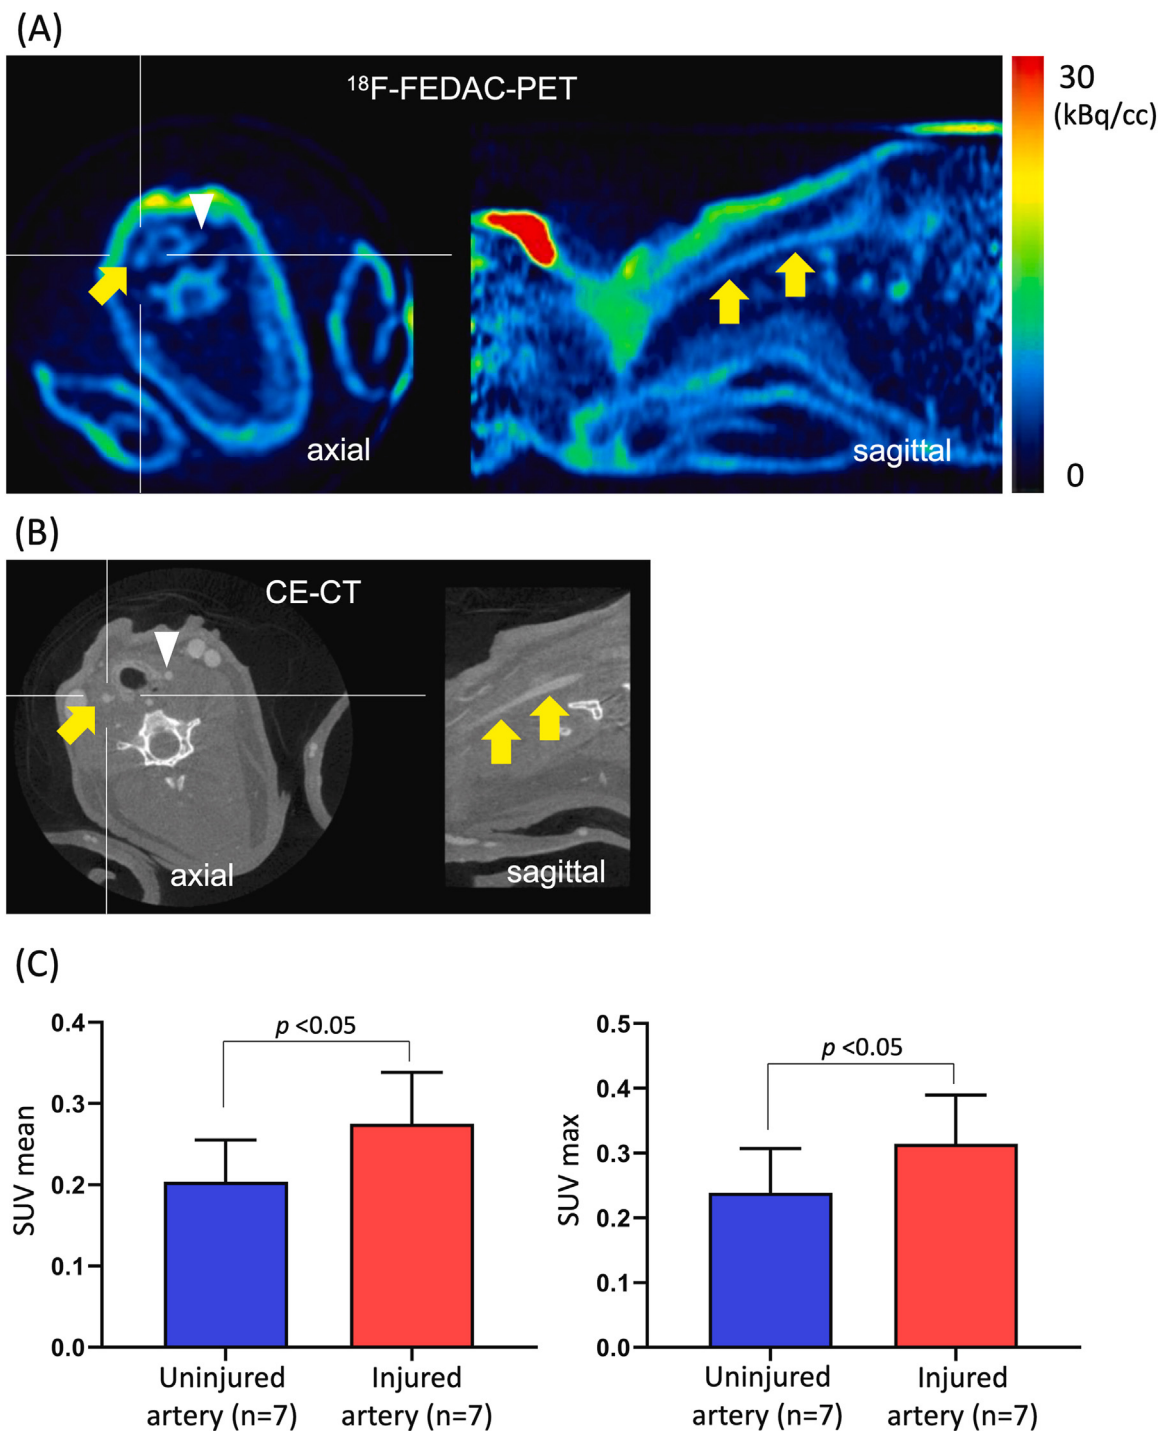 (A)
¹⁸F-FEDAC-PET
30
(kBq/cc)
axial
sagittal
0
(B)
CE-CT
axial
sagittal
(C)
0.4
0.3
0.2
0.1
0.0
SUV mean
p <0.05
Uninjured
artery (n=7)
Injured
artery (n=7)
0.5
0.4
0.3
0.2
0.1
0.0
SUV max
p <0.05
Uninjured
artery (n=7)
Injured
artery (n=7)